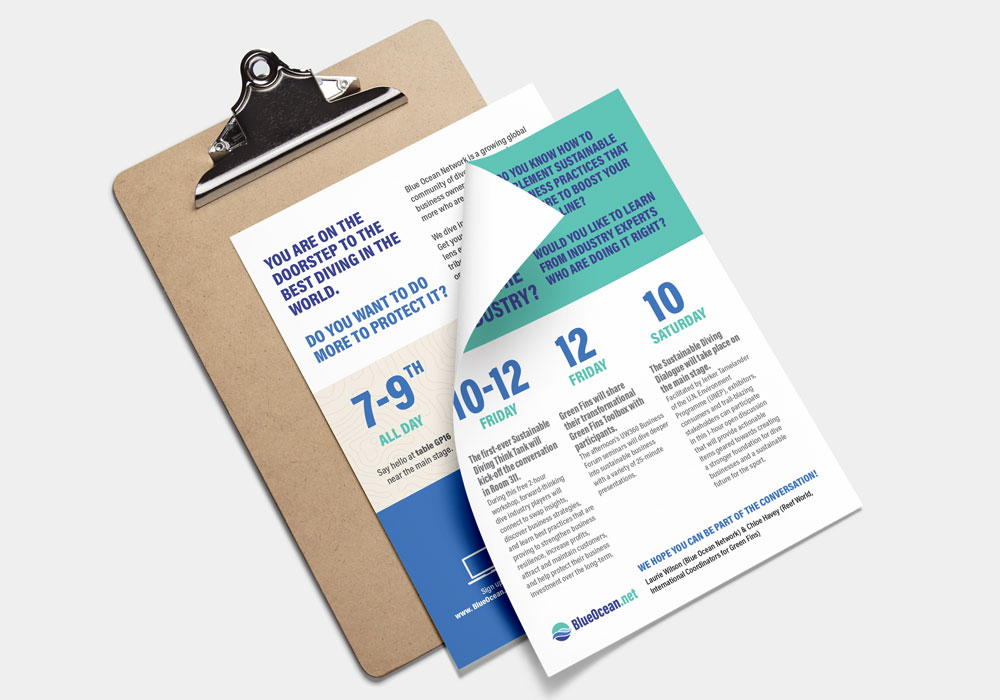 YOU ARE ON THE
DOORSTEP TO THE
BEST DIVING IN THE
WORLD.
DO YOU WANT TO DO
MORE TO PROTECT IT?
Blue Ocean Network is a growing global
community of
business owner
more who are
We dive in
Get your
lens
7-9TH
ALL DAY
Say hello at table GP16
near the main stage.
Sign up
www.BlueOcean.
YOU KNOW HOW TO
SUSTAINABLE
PRACTICES THAT
TO BOOST YOUR
LINE?
WOULD YOU LIKE TO LEARN
FROM INDUSTRY EXPERTS
WHO ARE DOING IT RIGHT?
10-12
FRIDAY
The first-ever Sustainable
Diving Think Tank will
kick-off the conversation
in Room 311.
During this free 2-hour
workshop, forward-thinking
dive industry players will
connect to swap insights,
discover business strategies,
and learn best practices that are
proving to strengthen business
resilience, increase profits,
attract and maintain customers,
and help protect their business
investment over the long-term.
12
FRIDAY
Green Fins will share
their transformational
Green Fins Toolbox with
participants.
The afternoon's UW360 Business
Forum seminars will dive deeper
into sustainable business
with a variety of 25-minute
presentations.
10
SATURDAY
The Sustainable Diving
Dialogue will take place on
the main stage.
Facilitated by Jerker Tamelander
of the U.N. Environment
Programme (UNEP), exhibitors,
consumers and trail-blazing
stakeholders can participate
in this 1-hour open discussion
that will provide actionable
items geared towards creating
a stronger foundation for dive
businesses and a sustainable
future for the sport.
WE HOPE YOU CAN BE PART OF THE CONVERSATION!
Laurie Wilson (Blue Ocean Network) & Chloe Havey (Reef World,
International Coordinators for Green Fins)
BlueOcean.net